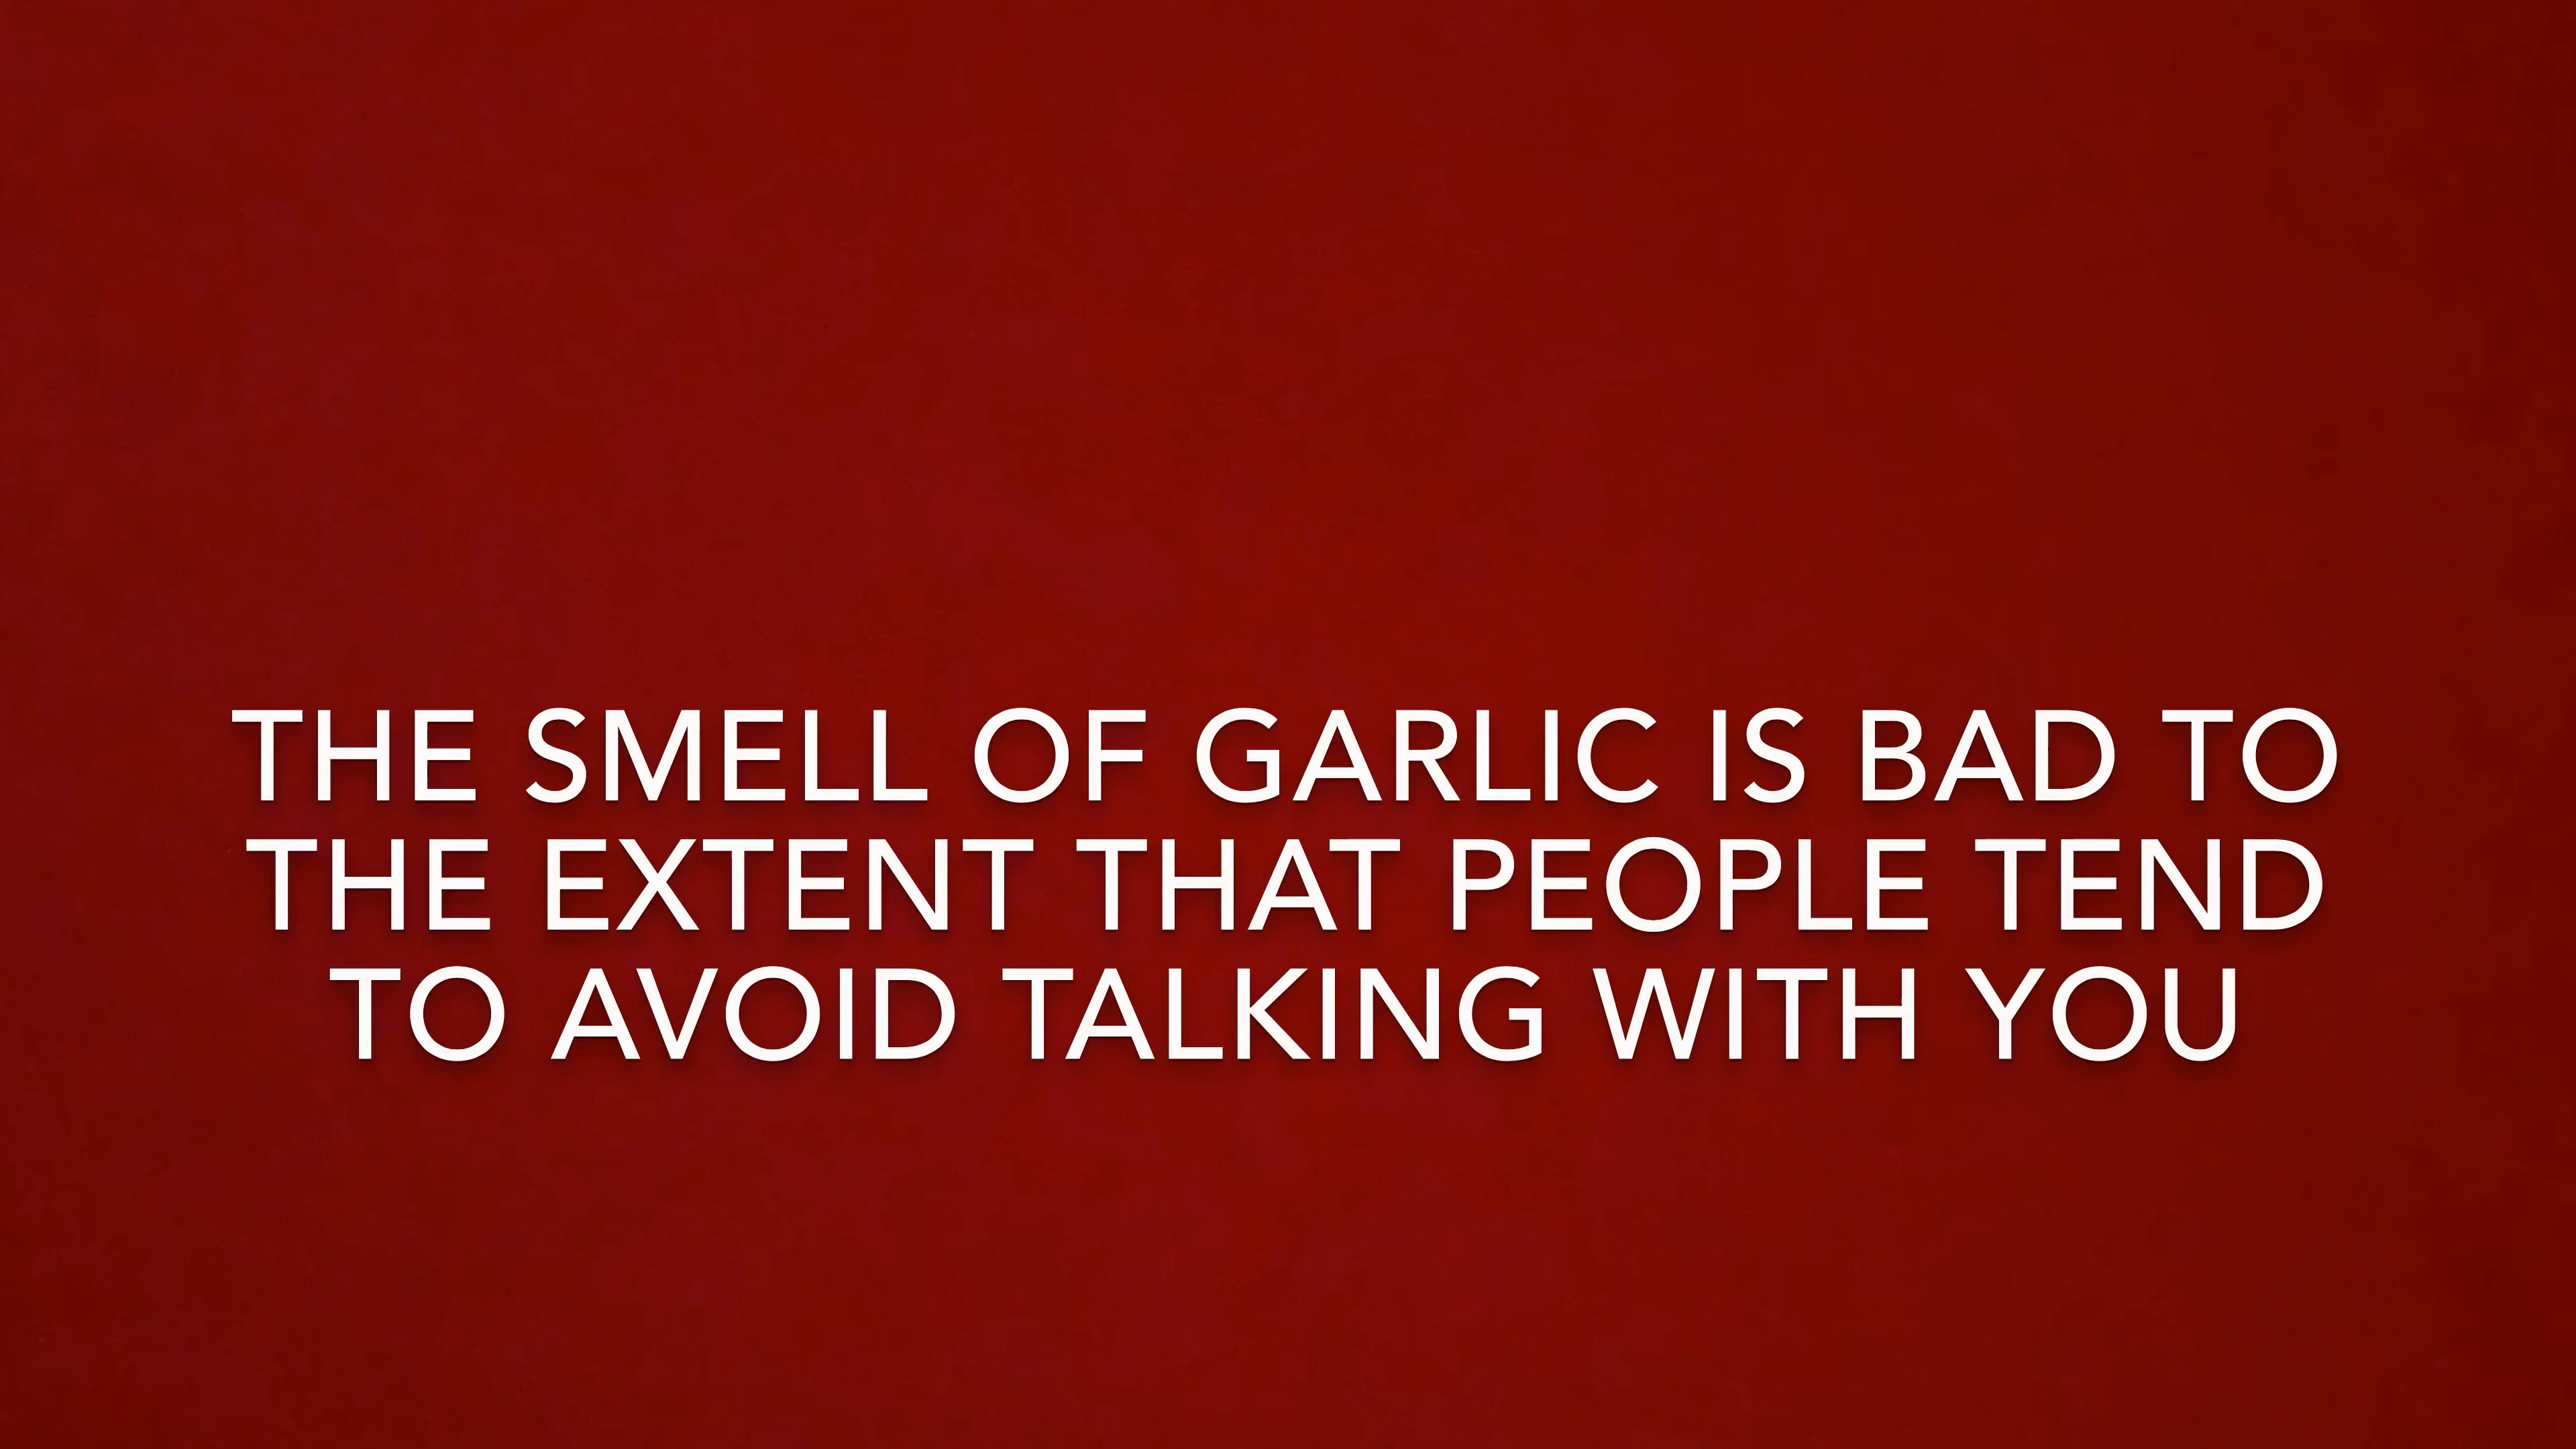 THE SMELL OF GARLIC IS BAD TO
THE EXTENT THAT PEOPLE TEND
TO AVOID TALKING WITH YOU